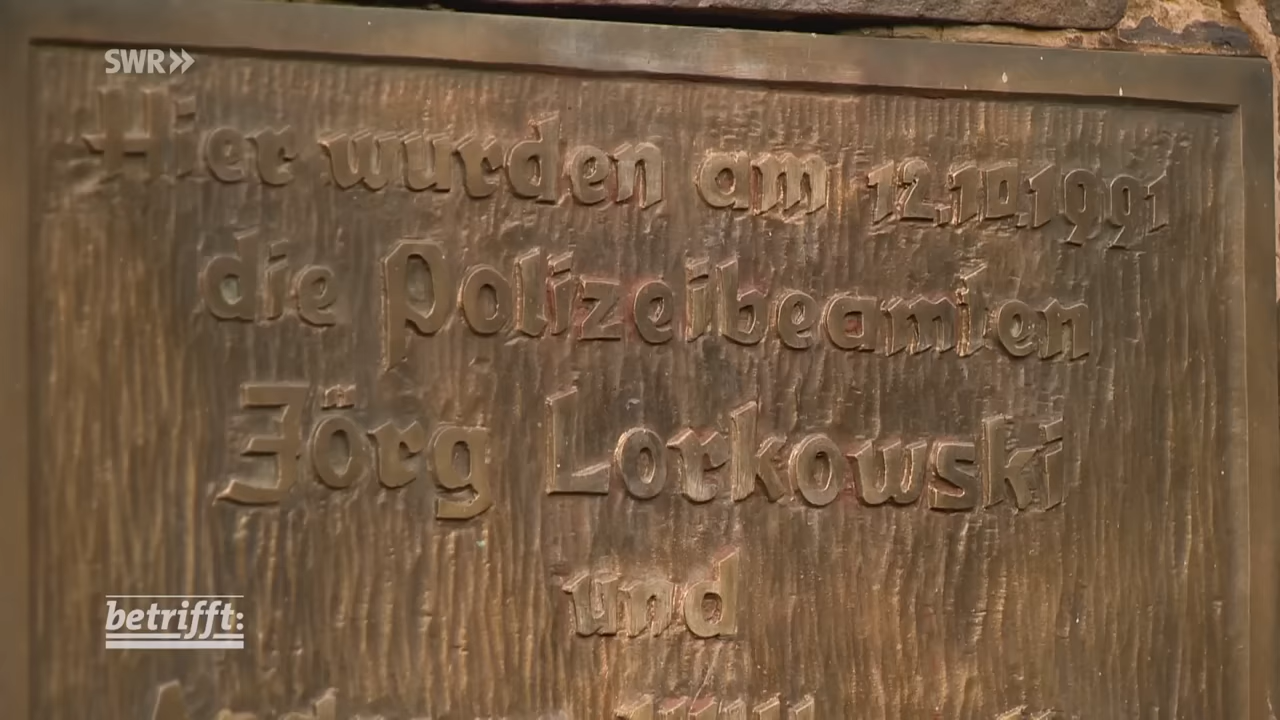 SWR
Hier wurden am 12.10.1991
die Polizeibeamten
Jörg Lorkowski
und
betrifft: